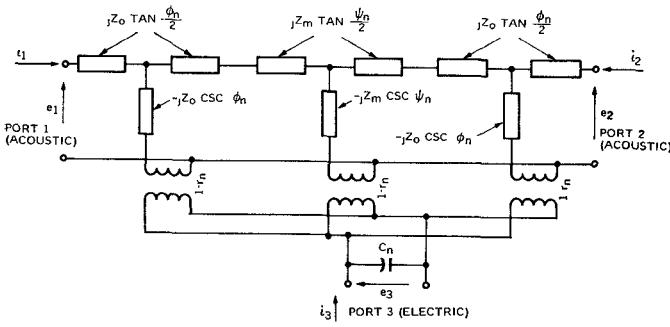 jZo TAN φn/2
jZm TAN ψn/2
jZo TAN φn/2
i1
i2
e1
-jZo CSC φn
-jZm CSC ψn
-jZo CSC φn
e2
PORT 1
(ACOUSTIC)
PORT 2
(ACOUSTIC)
1·rn
1·rn
1·rn
Cn
e3
i3
PORT 3 (ELECTRIC)